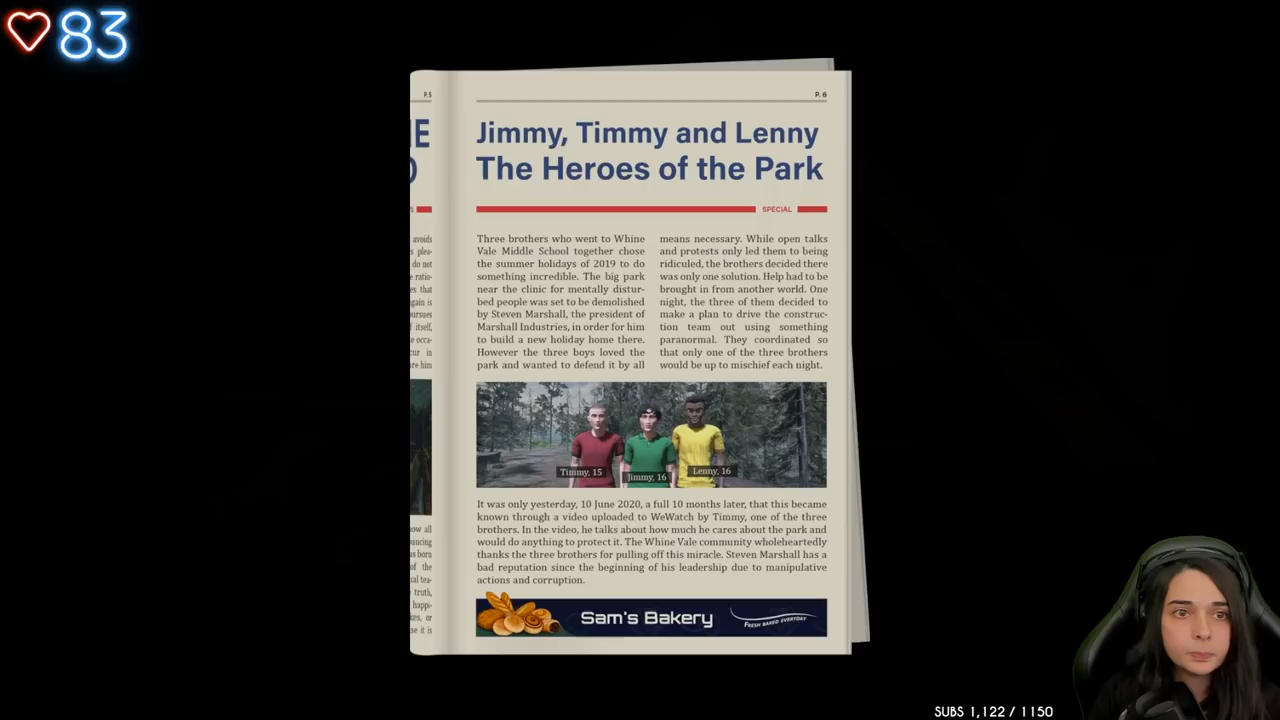 83
P.5
P. 6
Jimmy, Timmy and Lenny
The Heroes of the Park
SPECIAL
Three brothers who went to Whine
Vale Middle School together chose
the summer holidays of 2019 to do
something incredible. The big park
near the clinic for mentally distur-
bed people was set to be demolished
by Steven Marshall, the president of
Marshall Industries, in order for him
to build a new holiday home there.
However the three boys loved the
park and wanted to defend it by all
means necessary. While open talks
and protests only led them to being
ridiculed, the brothers decided there
was only one solution. Help had to be
brought in from another world. One
night, the three of them decided to
make a plan to drive the construc-
tion team out using something
paranormal. They coordinated so
that only one of the three brothers
would be up to mischief each night.
Timmy, 15
Jimmy, 16
Lenny, 16
It was only yesterday, 10 June 2020, a full 10 months later, that this became
known through a video uploaded to WeWatch by Timmy, one of the three
brothers. In the video, he talks about how much he cares about the park and
would do anything to protect it. The Whine Vale community wholeheartedly
thanks the three brothers for pulling off this miracle. Steven Marshall has a
bad reputation since the beginning of his leadership due to manipulative
actions and corruption.
Sam's Bakery
FRESH BAKED EVERYDAY
SUBS 1,122 / 1150